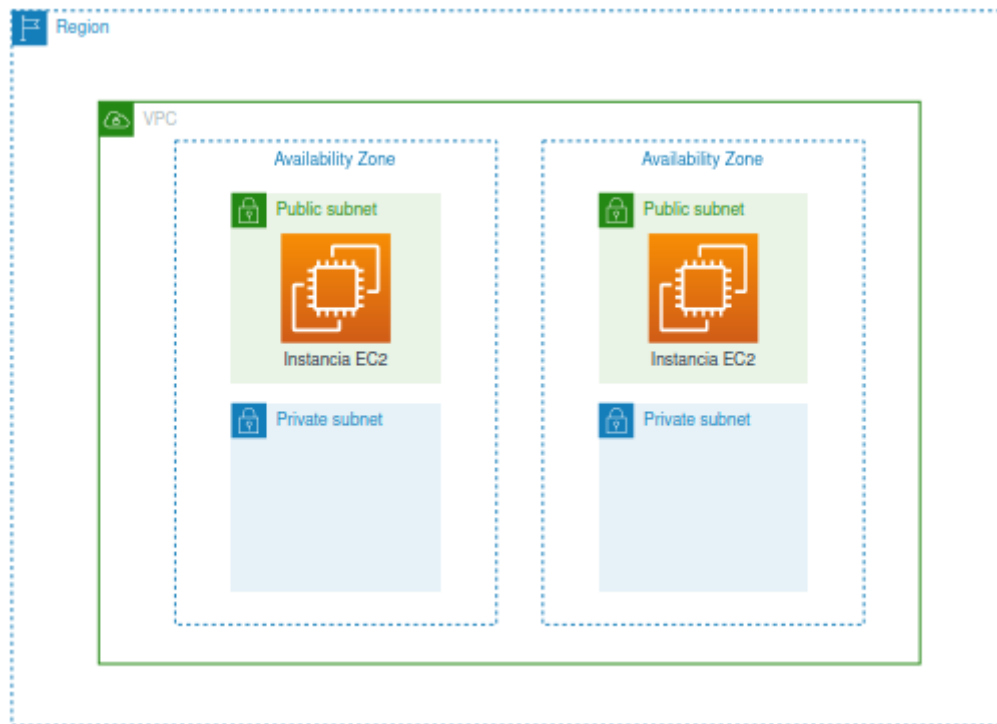 Region
VPC
Availability Zone
Availability Zone
Public subnet
Public subnet
Instancia EC2
Instancia EC2
Private subnet
Private subnet